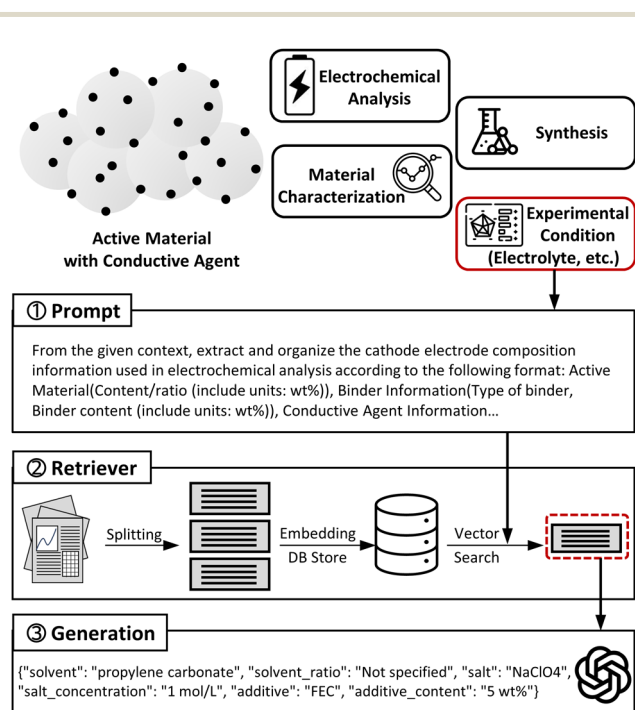 Electrochemical
Analysis
Synthesis
Material
Characterization
Active Material
with Conductive Agent
Experimental
Condition
(Electrolyte, etc.)
① Prompt
From the given context, extract and organize the cathode electrode composition
information used in electrochemical analysis according to the following format: Active
Material(Content/ratio (include units: wt%)), Binder Information(Type of binder,
Binder content (include units: wt%)), Conductive Agent Information...
② Retriever
Splitting
Embedding
DB Store
Vector
Search
③ Generation
{"solvent": "propylene carbonate", "solvent_ratio": "Not specified", "salt": "NaClO4",
"salt_concentration": "1 mol/L", "additive": "FEC", "additive_content": "5 wt%"}